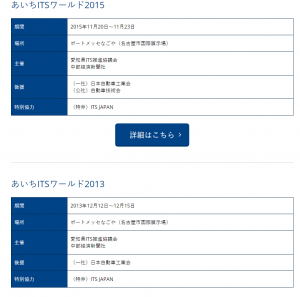 あいちITSワールド2015
期間 2015年11月20日～11月23日
場所 ポートメッセなごや（名古屋市国際展示場）
主催 愛知県ITS推進協議会
中部経済新聞社
後援 （一社）日本自動車工業会
（公社）自動車技術会
特別協力 （特非）ITS JAPAN
詳細はこちら
あいちITSワールド2013
期間 2013年12月12日～12月15日
場所 ポートメッセなごや（名古屋市国際展示場）
主催 愛知県ITS推進協議会
中部経済新聞社
後援 （一社）日本自動車工業会
特別協力 （特非）ITS JAPAN